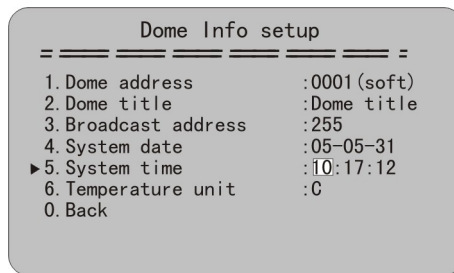 Dome Info setup
1. Dome address :0001(soft)
2. Dome title :Dome title
3. Broadcast address :255
4. System date :05-05-31
▶5. System time :10:17:12
6. Temperature unit :C
0. Back